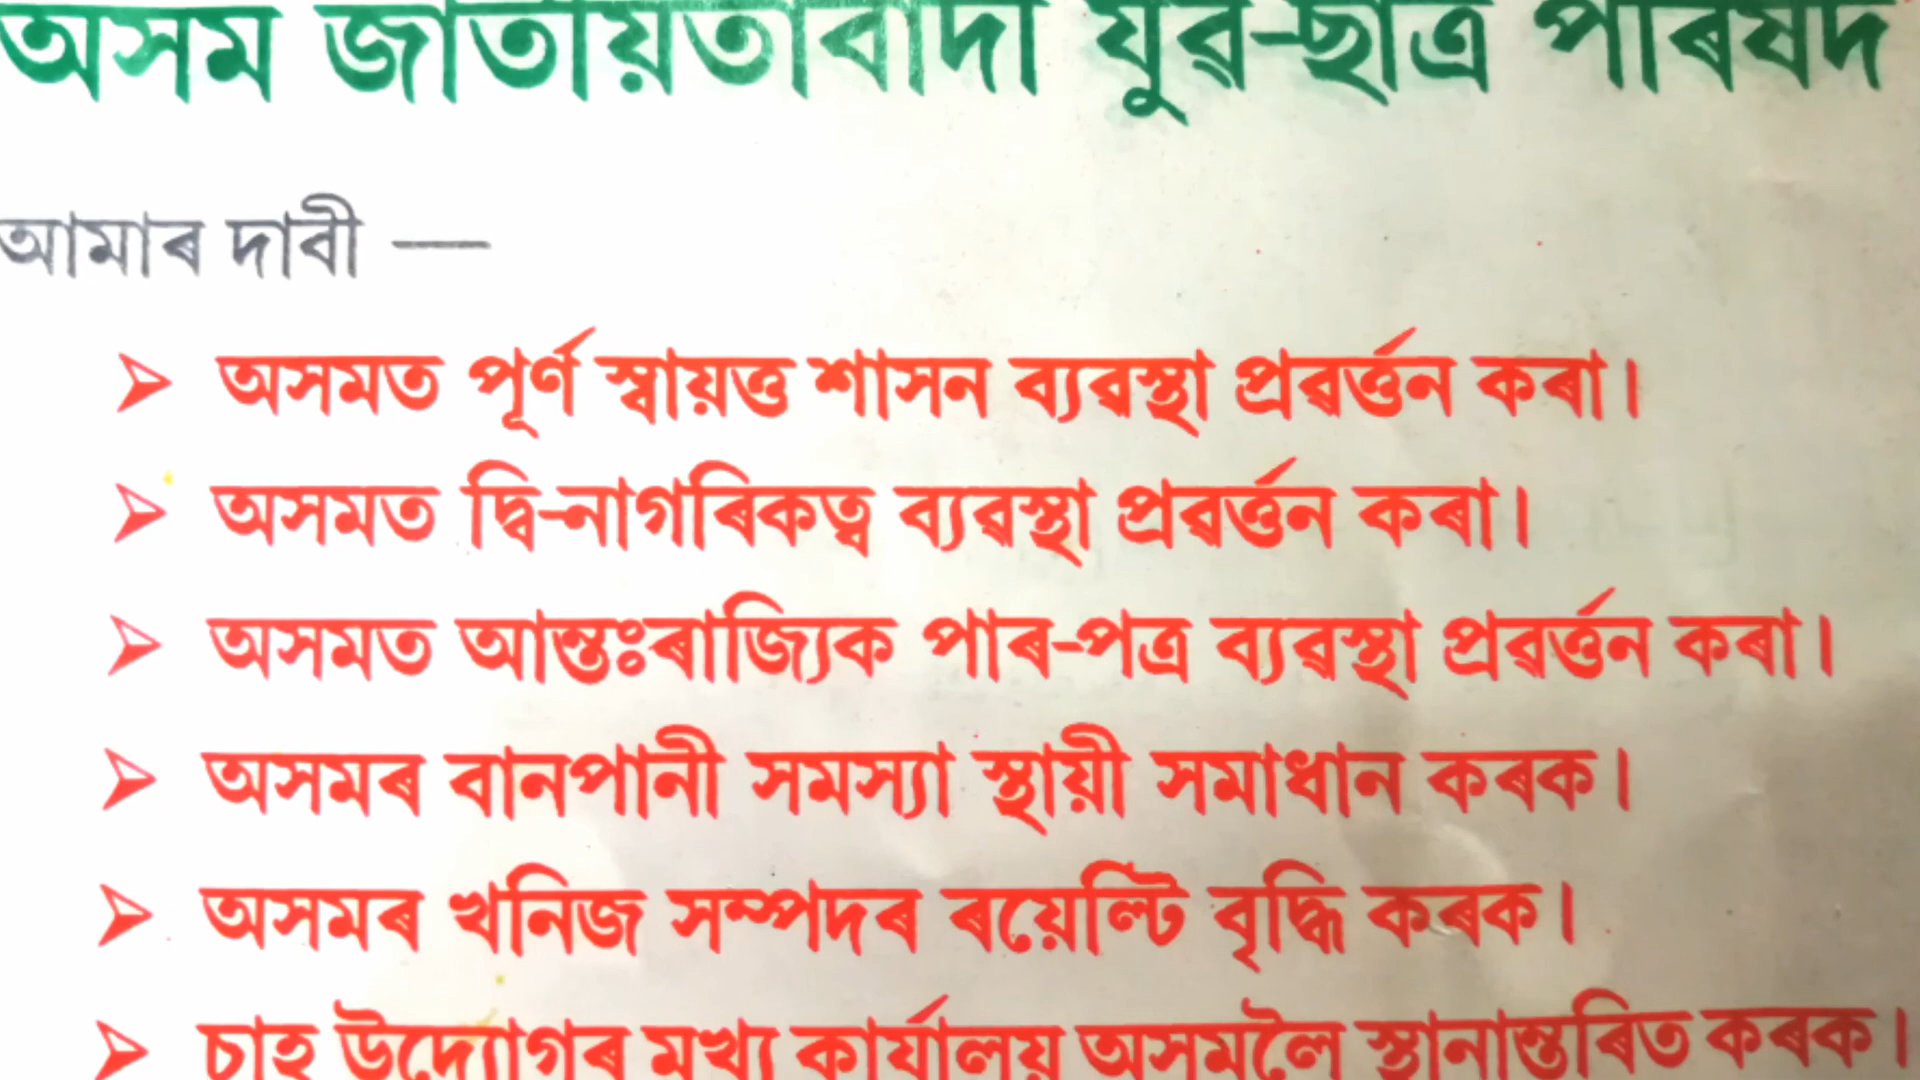 অসম জাতীয়তাবাদী যুৱ-ছাত্ৰ পৰিষদ
আমাৰ দাবী —
➢ অসমত পূৰ্ণ স্বায়ত্ত শাসন ব্যৱস্থা প্ৰৱৰ্ত্তন কৰা।
➢ অসমত দ্বি-নাগৰিকত্ব ব্যৱস্থা প্ৰৱৰ্ত্তন কৰা।
➢ অসমত আন্তঃৰাজ্যিক পাৰ-পত্ৰ ব্যৱস্থা প্ৰৱৰ্ত্তন কৰা।
➢ অসমৰ বানপানী সমস্যা স্থায়ী সমাধান কৰক।
➢ অসমৰ খনিজ সম্পদৰ ৰয়েল্টি বৃদ্ধি কৰক।
➢ চাহ উদ্যোগৰ মুখ্য কাৰ্যালয় অসমলৈ স্থানান্তৰিত কৰক।